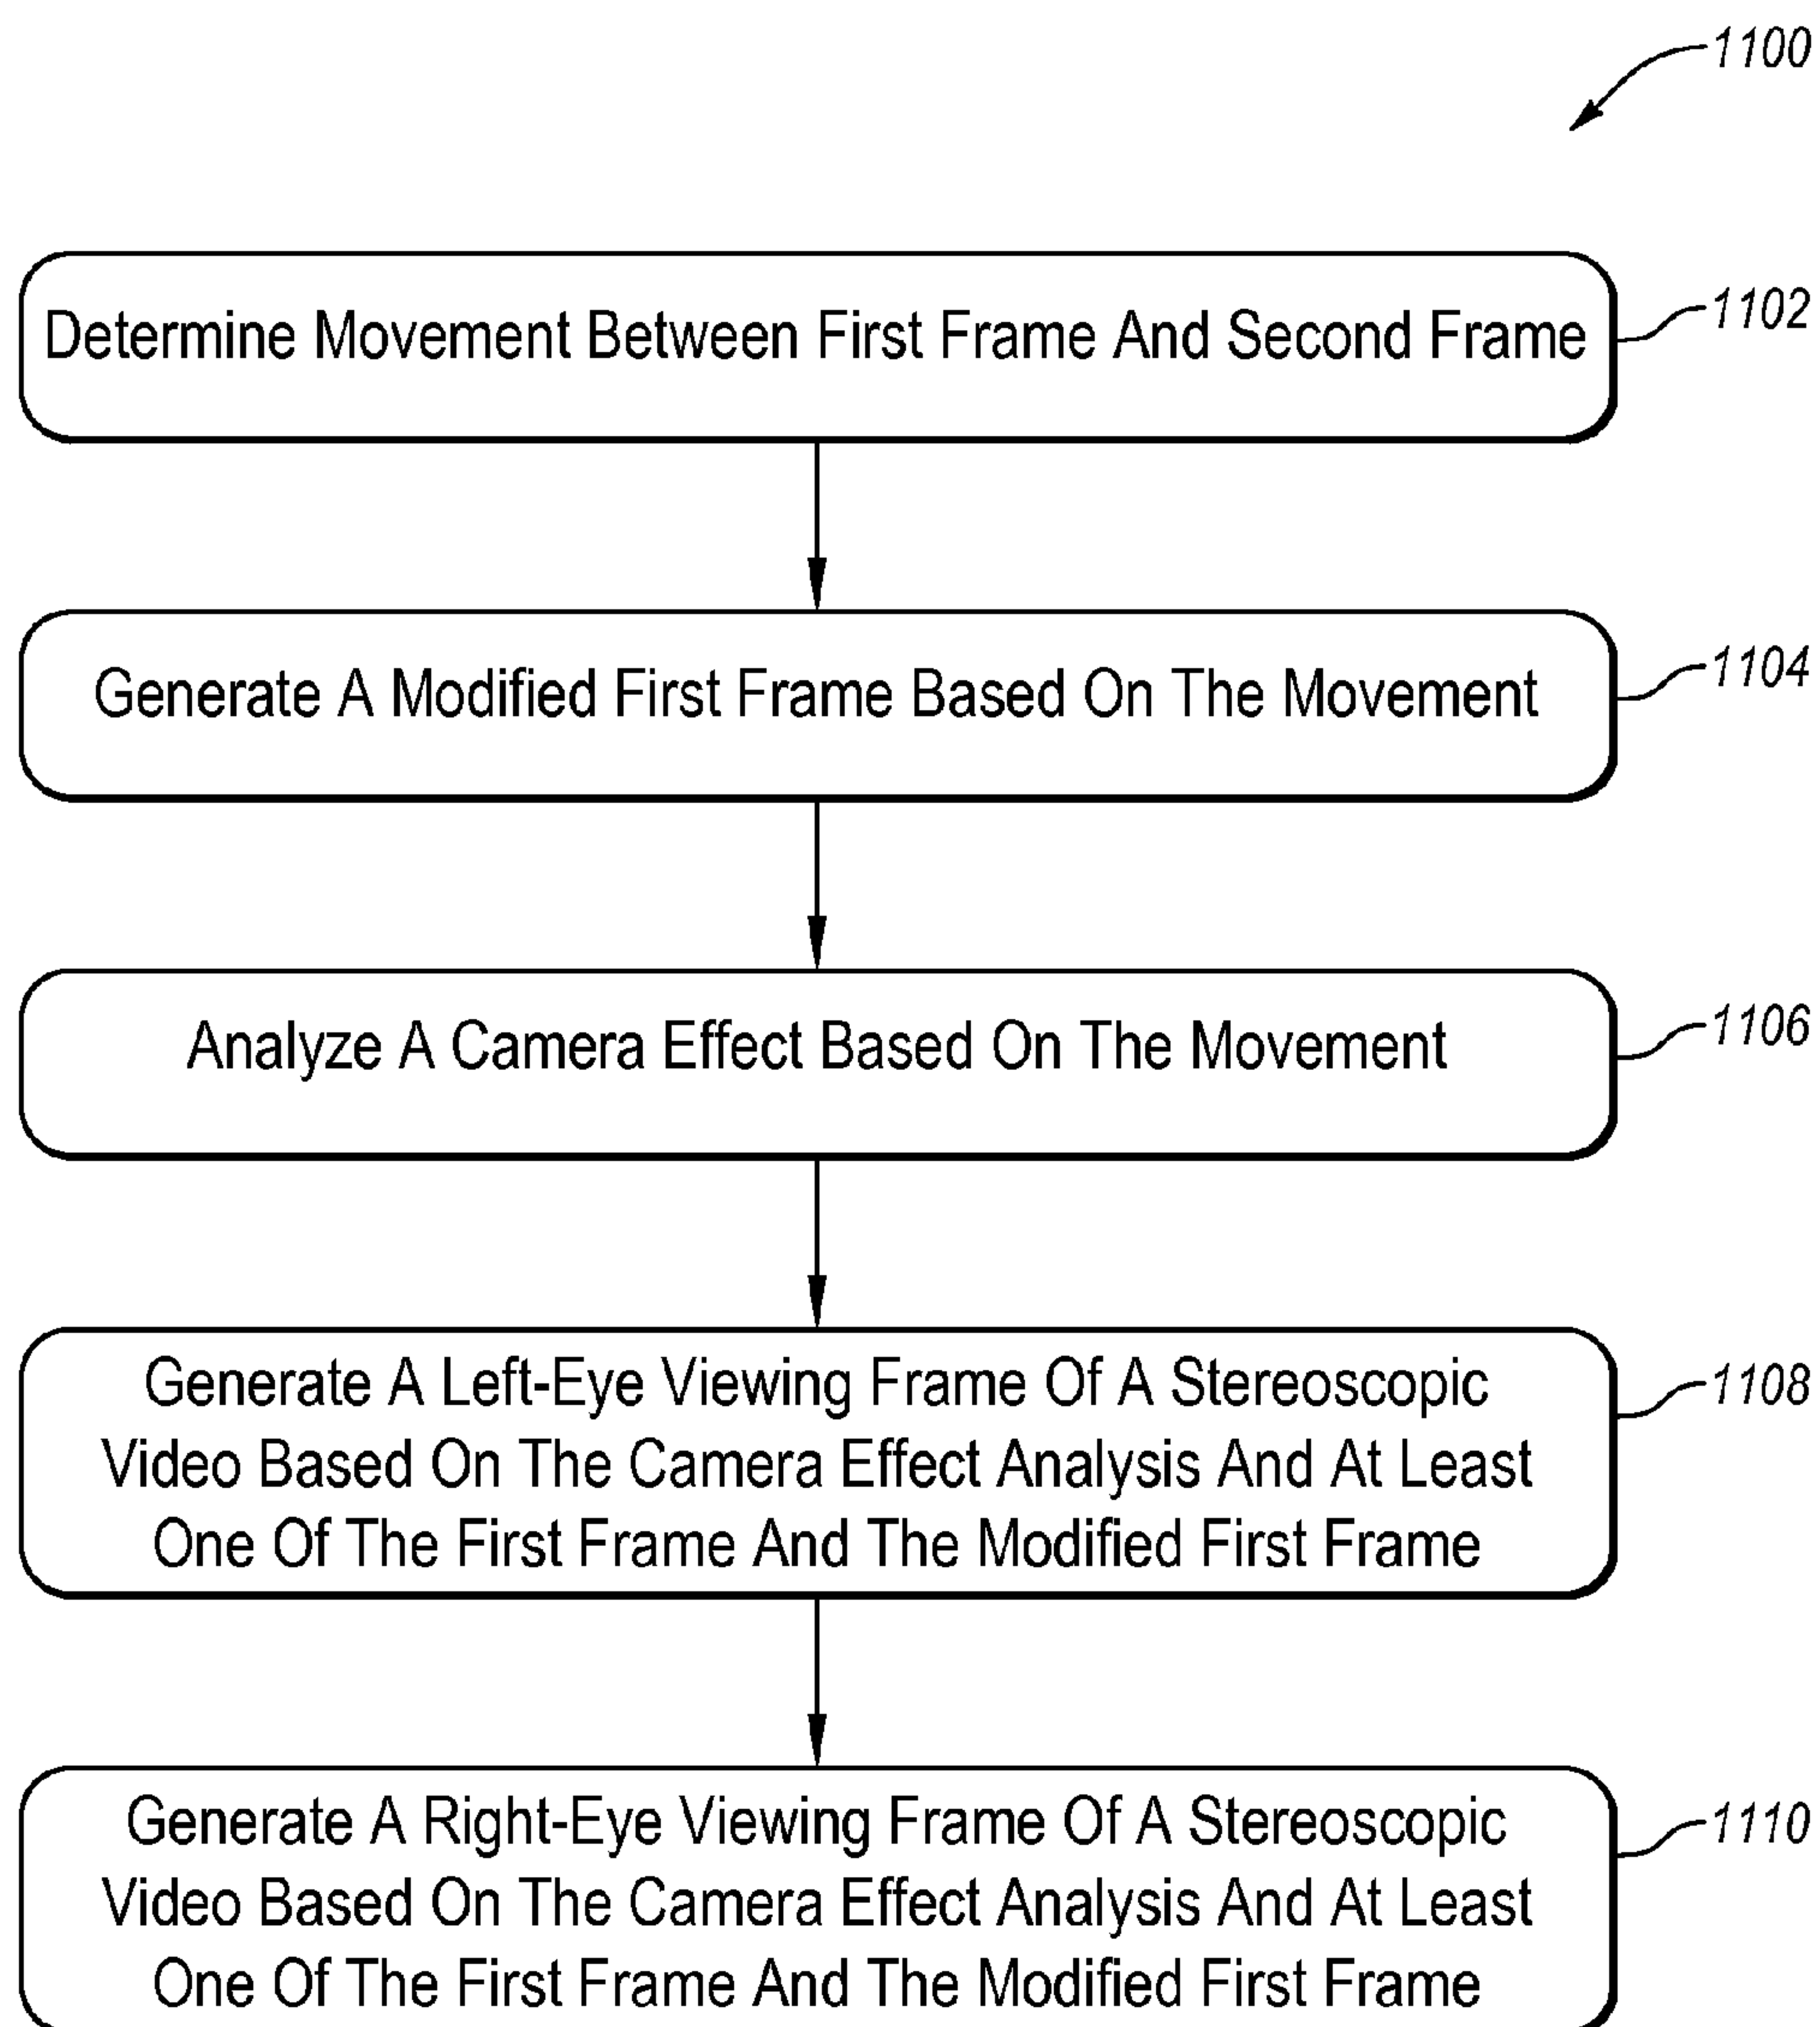 1100
Determine Movement Between First Frame And Second Frame
1102
Generate A Modified First Frame Based On The Movement
1104
Analyze A Camera Effect Based On The Movement
1106
Generate A Left-Eye Viewing Frame Of A Stereoscopic
Video Based On The Camera Effect Analysis And At Least
One Of The First Frame And The Modified First Frame
1108
Generate A Right-Eye Viewing Frame Of A Stereoscopic
Video Based On The Camera Effect Analysis And At Least
One Of The First Frame And The Modified First Frame
1110